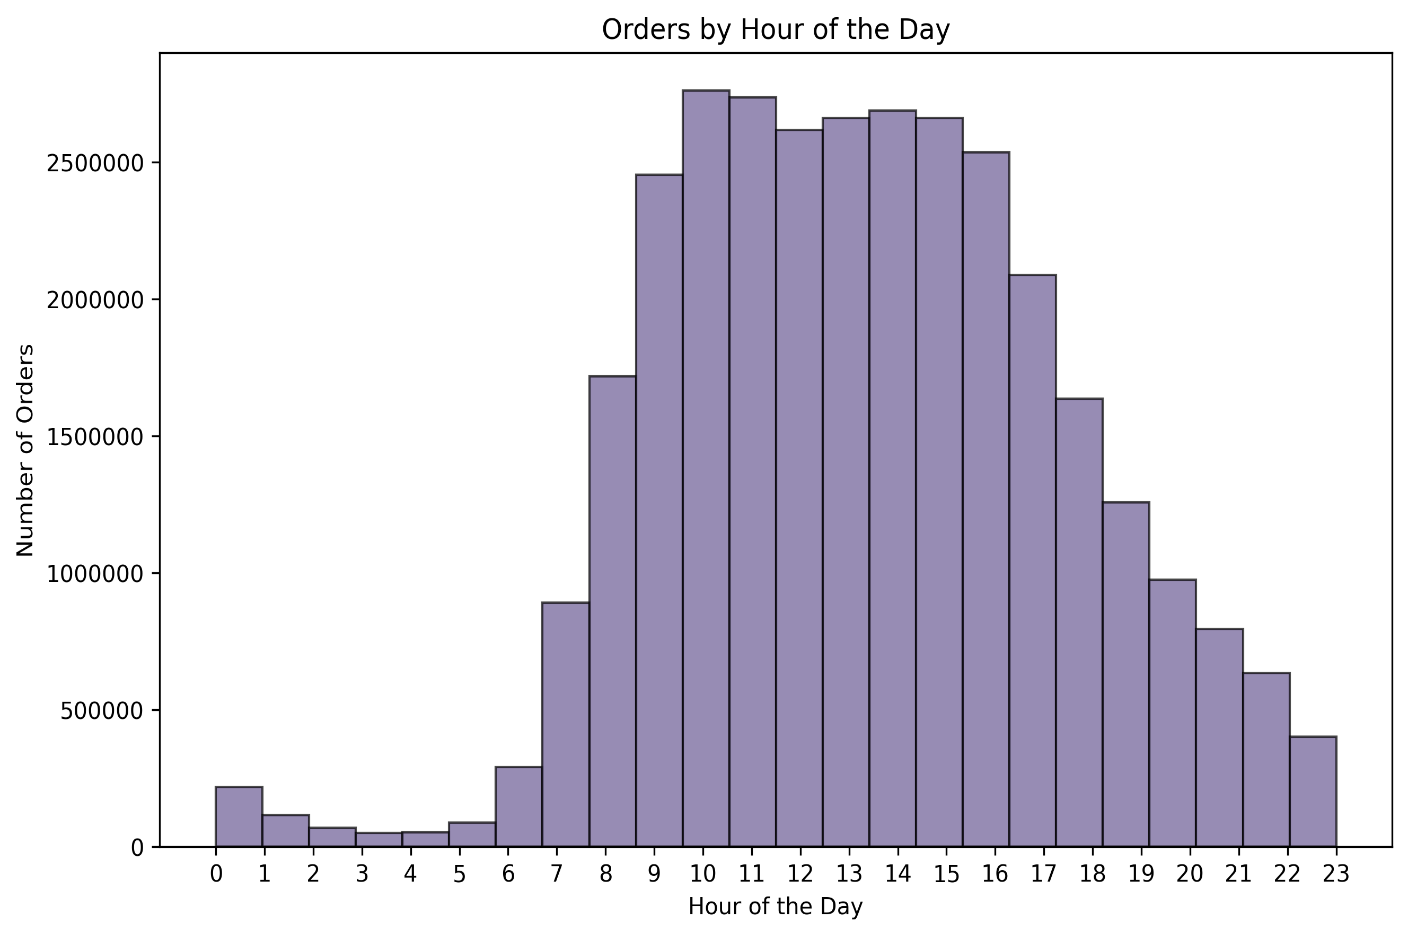 Orders by Hour of the Day
Number of Orders
2500000
2000000
1500000
1000000
500000
0
0 1 2 3 4 5 6 7 8 9 10 11 12 13 14 15 16 17 18 19 20 21 22 23
Hour of the Day